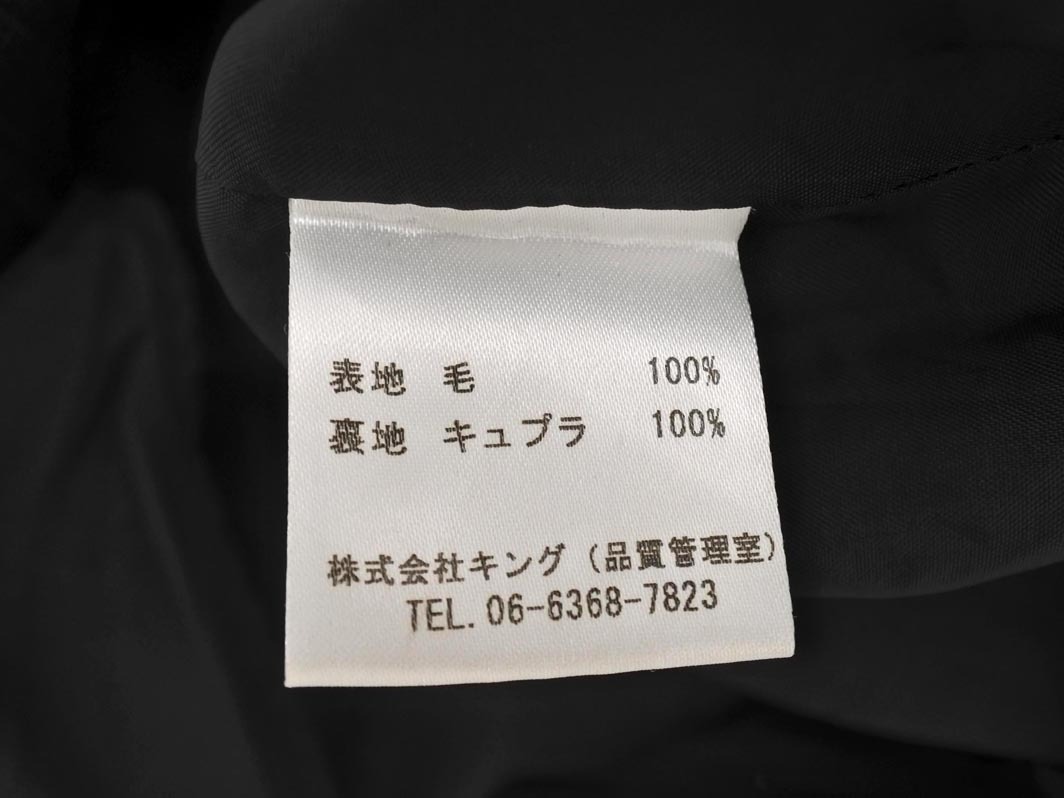 表地 毛 100%
裏地 キュプラ 100%
株式会社キング（品質管理室）
TEL. 06-6368-7823